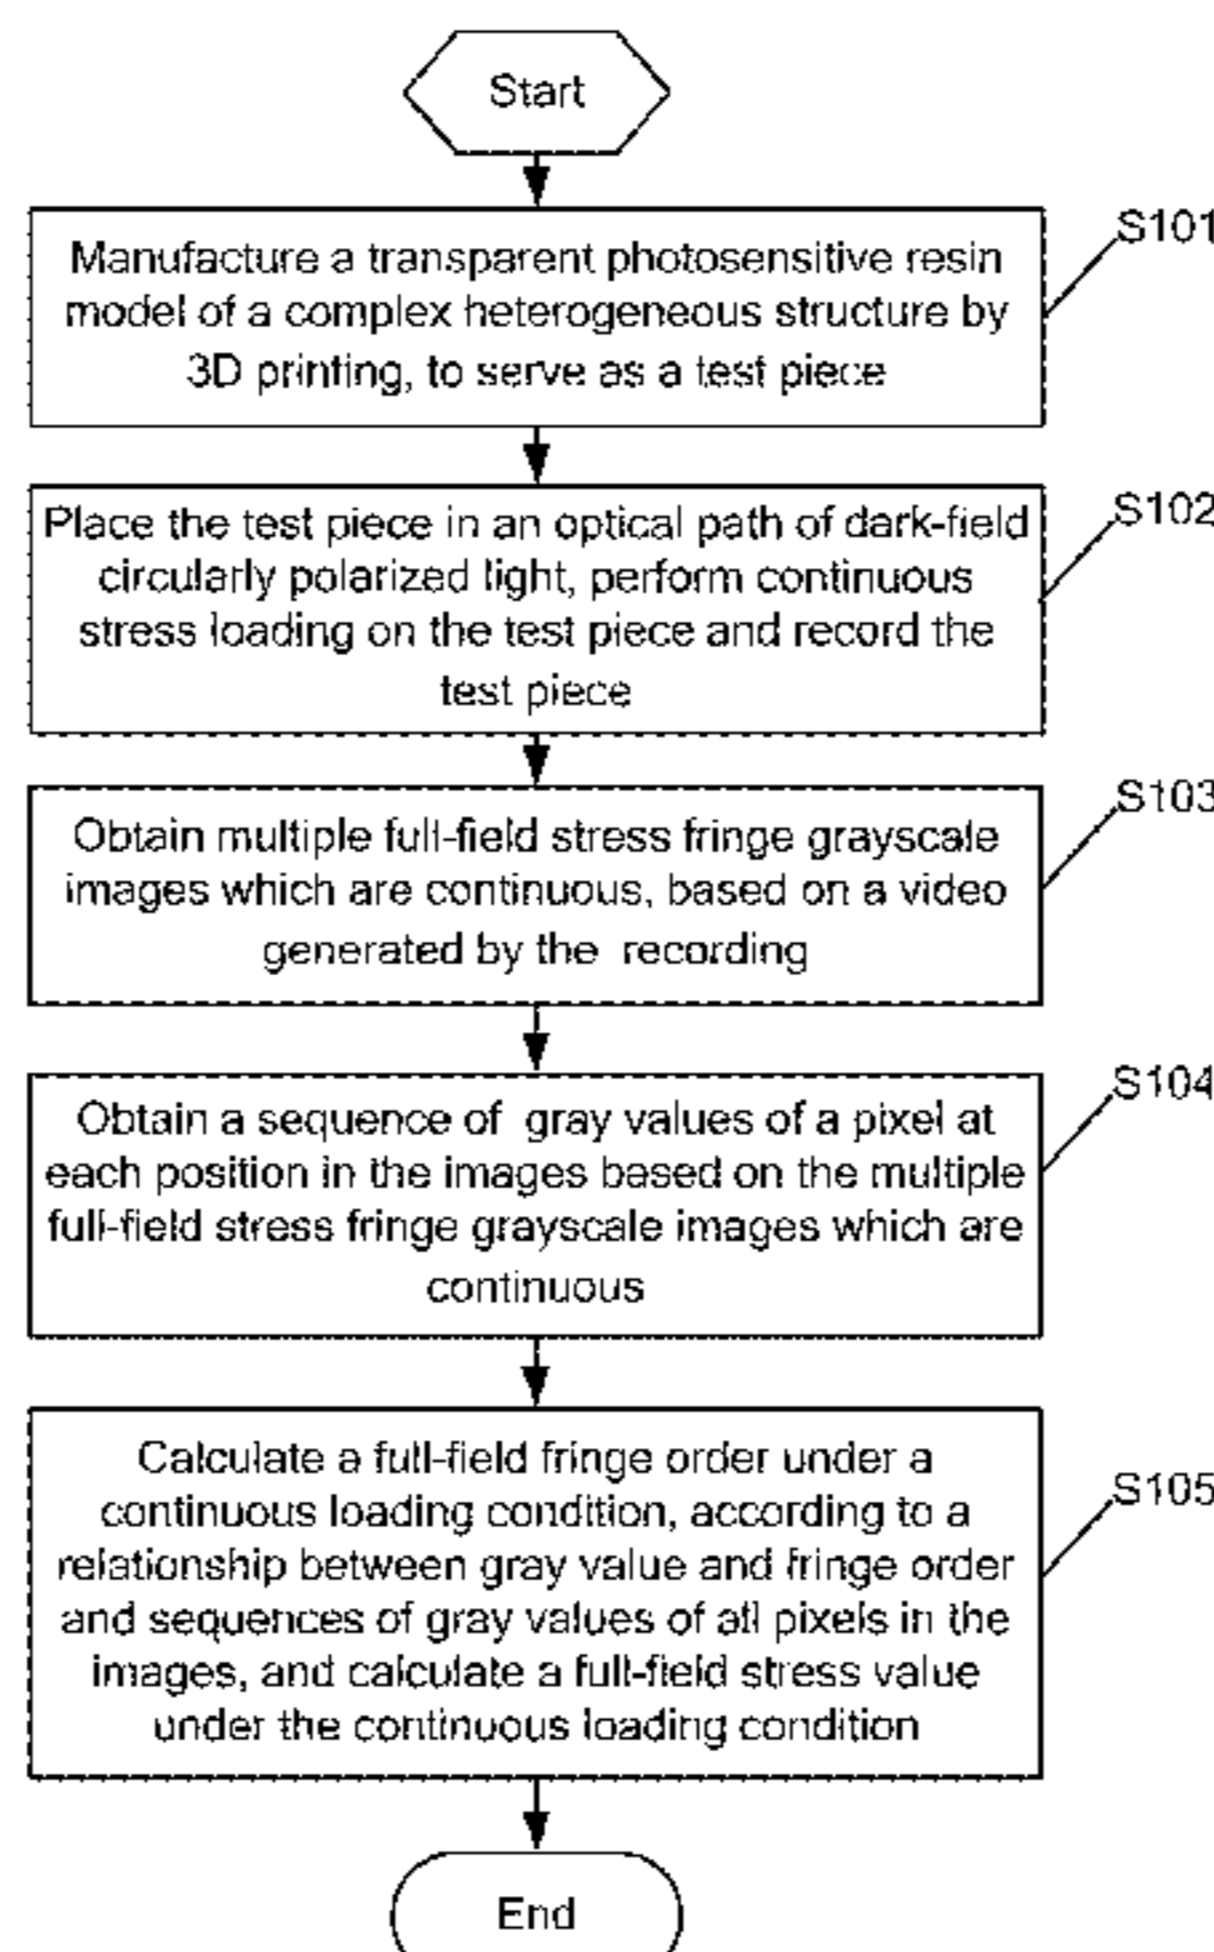 Start
S101
Manufacture a transparent photosensitive resin
model of a complex heterogeneous structure by
3D printing, to serve as a test piece
S102
Place the test piece in an optical path of dark-field
circularly polarized light, perform continuous
stress loading on the test piece and record the
test piece
S103
Obtain multiple full-field stress fringe grayscale
images which are continuous, based on a video
generated by the recording
S104
Obtain a sequence of gray values of a pixel at
each position in the images based on the multiple
full-field stress fringe grayscale images which are
continuous
S105
Calculate a full-field fringe order under a
continuous loading condition, according to a
relationship between gray value and fringe order
and sequences of gray values of all pixels in the
images, and calculate a full-field stress value
under the continuous loading condition
End